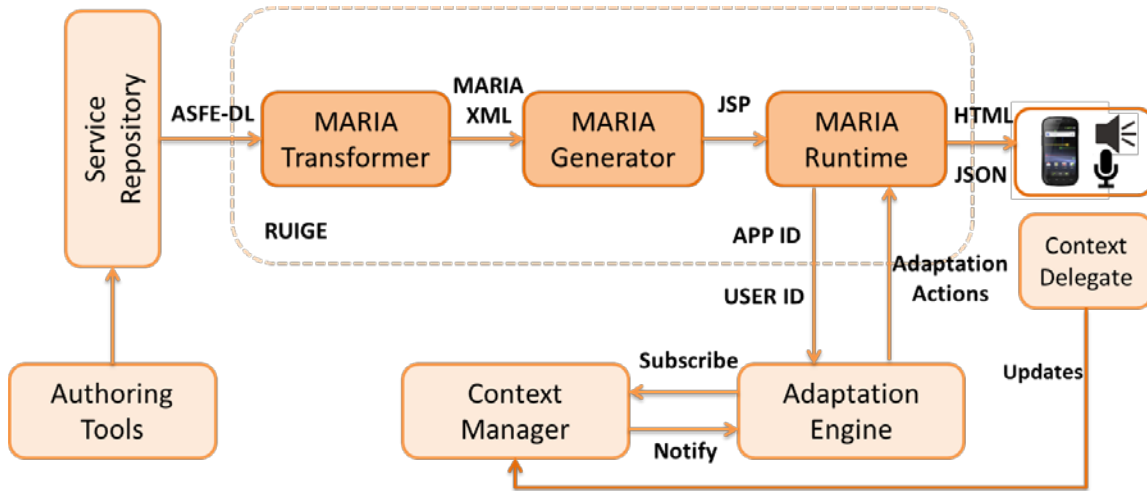 Service
Repository
ASFE-DL
MARIA
Transformer
MARIA
XML
MARIA
Generator
JSP
MARIA
Runtime
HTML
JSON
RUIGE
APP ID
USER ID
Adaptation
Actions
Context
Delegate
Authoring
Tools
Context
Manager
Subscribe
Notify
Adaptation
Engine
Updates